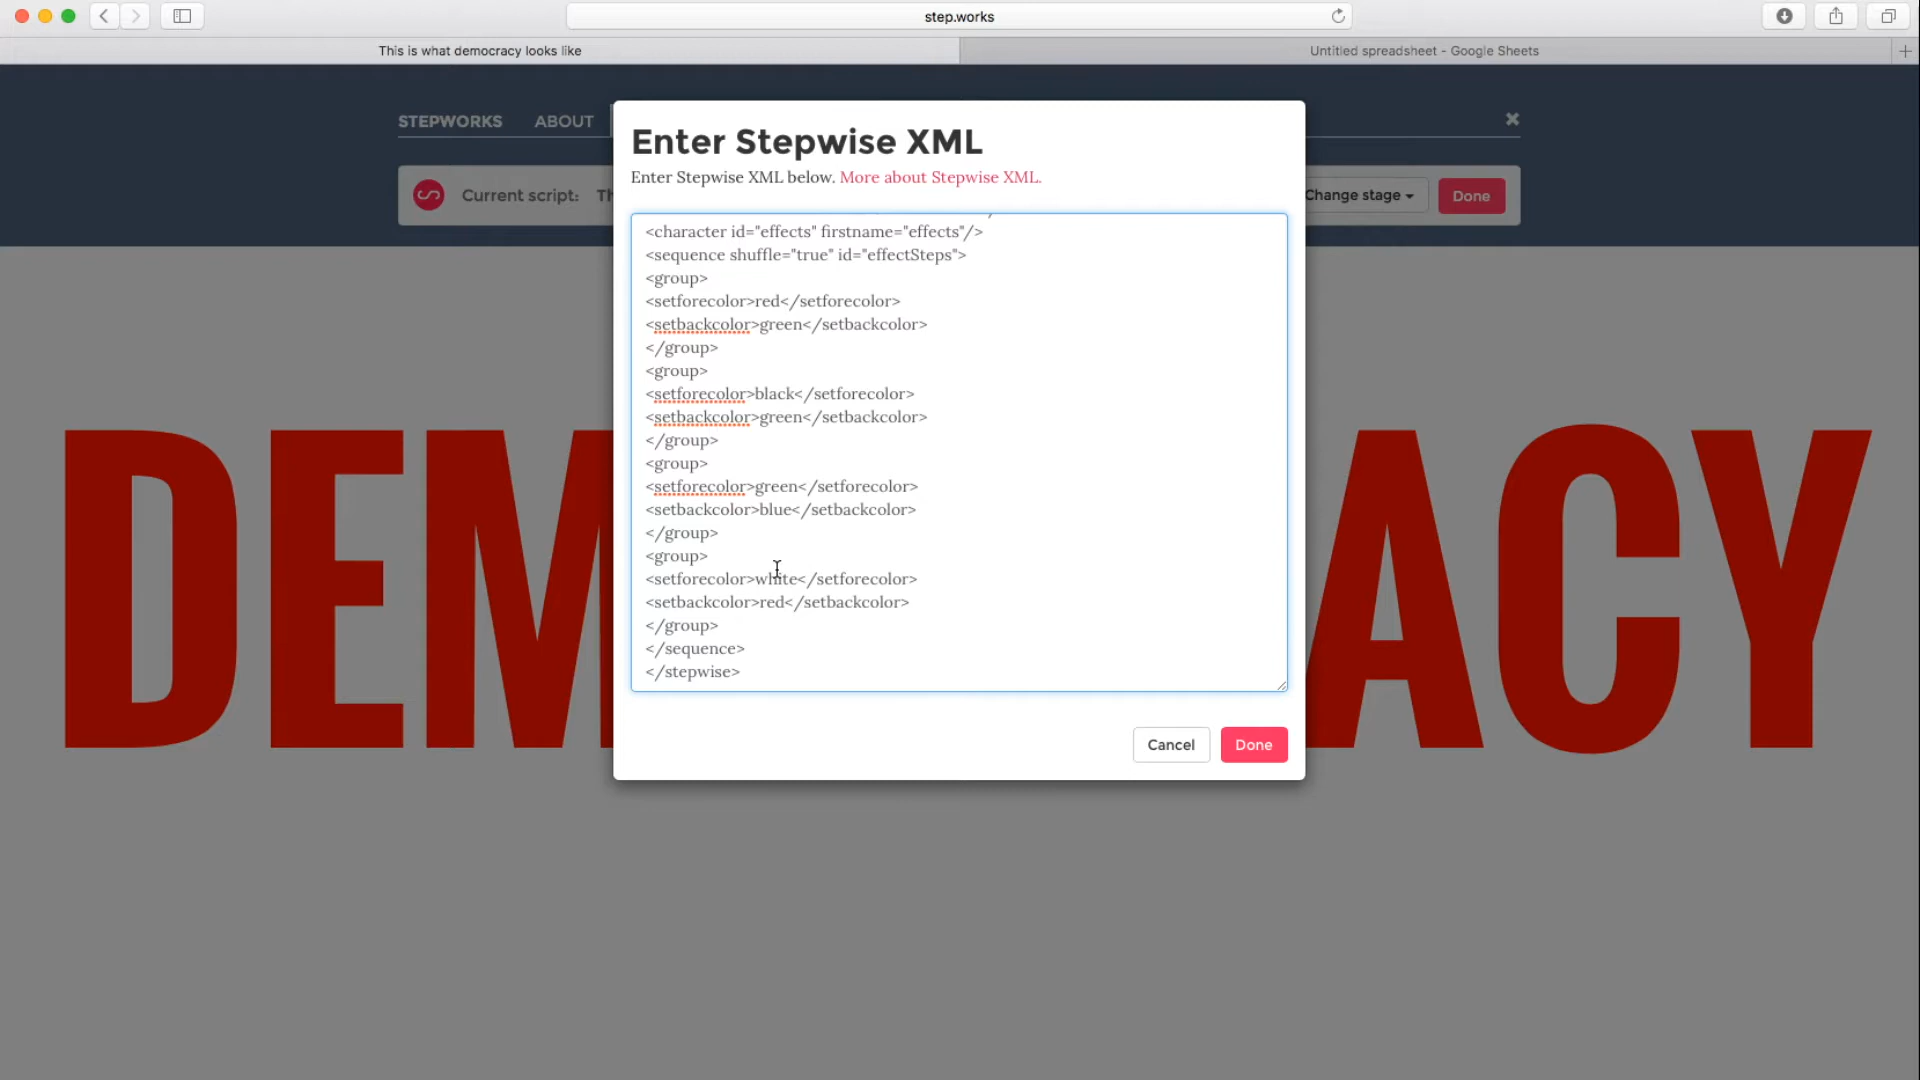 step.works
This is what democracy looks like
Untitled spreadsheet - Google Sheets
STEPWORKS ABOUT
Current script:
Change stage
Done
Enter Stepwise XML
Enter Stepwise XML below. More about Stepwise XML.
<character id="effects" firstname="effects"/>
<sequence shuffle="true" id="effectSteps">
<group>
<setforecolor>red</setforecolor>
<setbackcolor>green</setbackcolor>
</group>
<group>
<setforecolor>black</setforecolor>
<setbackcolor>green</setbackcolor>
</group>
<group>
<setforecolor>green</setforecolor>
<setbackcolor>blue</setbackcolor>
</group>
<group>
<setforecolor>white</setforecolor>
<setbackcolor>red</setbackcolor>
</group>
</sequence>
</stepwise>
Cancel
Done
DEM ACY